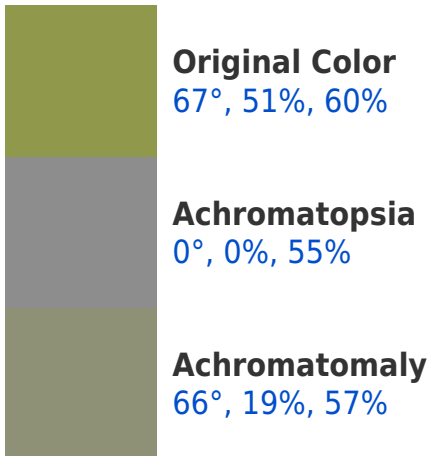 Original Color
67°, 51%, 60%
Achromatopsia
0°, 0%, 55%
Achromatomaly
66°, 19%, 57%